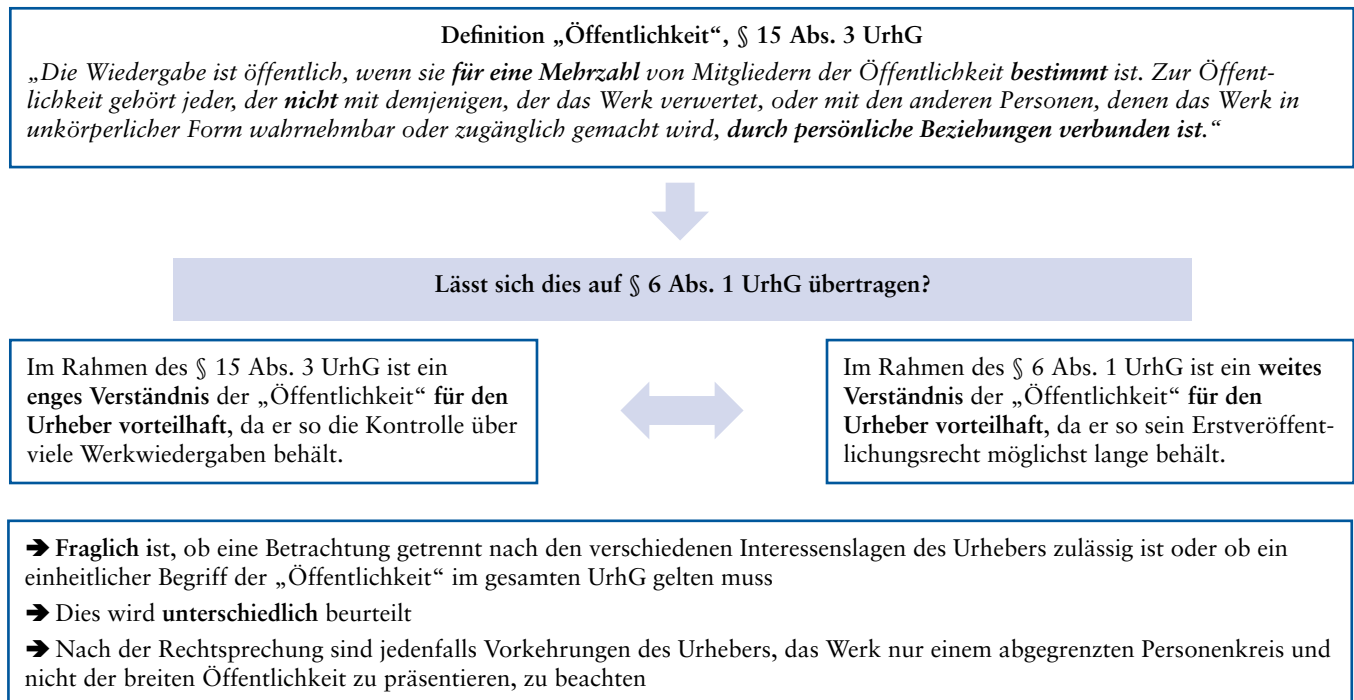 Definition „Öffentlichkeit“, § 15 Abs. 3 UrhG
„Die Wiedergabe ist öffentlich, wenn sie für eine Mehrzahl von Mitgliedern der Öffentlichkeit bestimmt ist. Zur Öffent-
lichkeit gehört jeder, der nicht mit demjenigen, der das Werk verwertet, oder mit den anderen Personen, denen das Werk in
unkörperlicher Form wahrnehmbar oder zugänglich gemacht wird, durch persönliche Beziehungen verbunden ist.“
Lässt sich dies auf § 6 Abs. 1 UrhG übertragen?
Im Rahmen des § 15 Abs. 3 UrhG ist ein
enges Verständnis der „Öffentlichkeit“ für den
Urheber vorteilhaft, da er so die Kontrolle über
viele Werkwiedergaben behält.
Im Rahmen des § 6 Abs. 1 UrhG ist ein weites
Verständnis der „Öffentlichkeit“ für den
Urheber vorteilhaft, da er so sein Erstveröffent-
lichungsrecht möglichst lange behält.
➔ Fraglich ist, ob eine Betrachtung getrennt nach den verschiedenen Interessenslagen des Urhebers zulässig ist oder ob ein
einheitlicher Begriff der „Öffentlichkeit“ im gesamten UrhG gelten muss
➔ Dies wird unterschiedlich beurteilt
➔ Nach der Rechtsprechung sind jedenfalls Vorkehrungen des Urhebers, das Werk nur einem abgegrenzten Personenkreis und
nicht der breiten Öffentlichkeit zu präsentieren, zu beachten